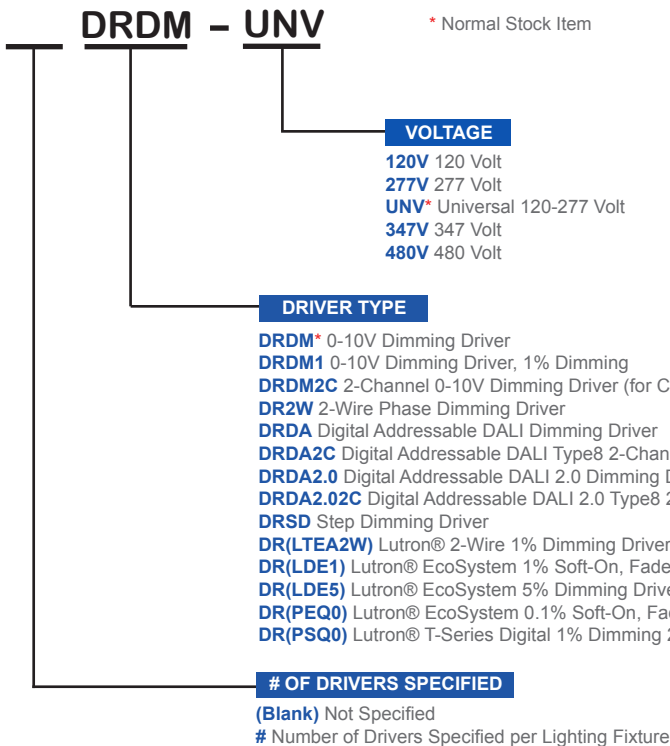 DRDM – UNV
* Normal Stock Item
VOLTAGE
120V 120 Volt
277V 277 Volt
UNV* Universal 120-277 Volt
347V 347 Volt
480V 480 Volt
DRIVER TYPE
DRDM* 0-10V Dimming Driver
DRDM1 0-10V Dimming Driver, 1% Dimming
DRDM2C 2-Channel 0-10V Dimming Driver (for
DR2W 2-Wire Phase Dimming Driver
DRDA Digital Addressable DALI Dimming Driver
DRDA2C Digital Addressable DALI Type8
DRDA2.0 Digital Addressable DALI 2.0 Dimming
DRDA2.02C Digital Addressable DALI 2.0 Type8
DRSD Step Dimming Driver
DR(LTEA2W) Lutron® 2-Wire 1% Dimming Driver
DR(LDE1) Lutron® EcoSystem 1% Soft-On, Fade
DR(LDE5) Lutron® EcoSystem 5% Dimming
DR(PEQ0) Lutron® EcoSystem 0.1% Soft-On,
DR(PSQ0) Lutron® T-Series Digital 1% Dimming
# OF DRIVERS SPECIFIED
(Blank) Not Specified
# Number of Drivers Specified per Lighting Fixture